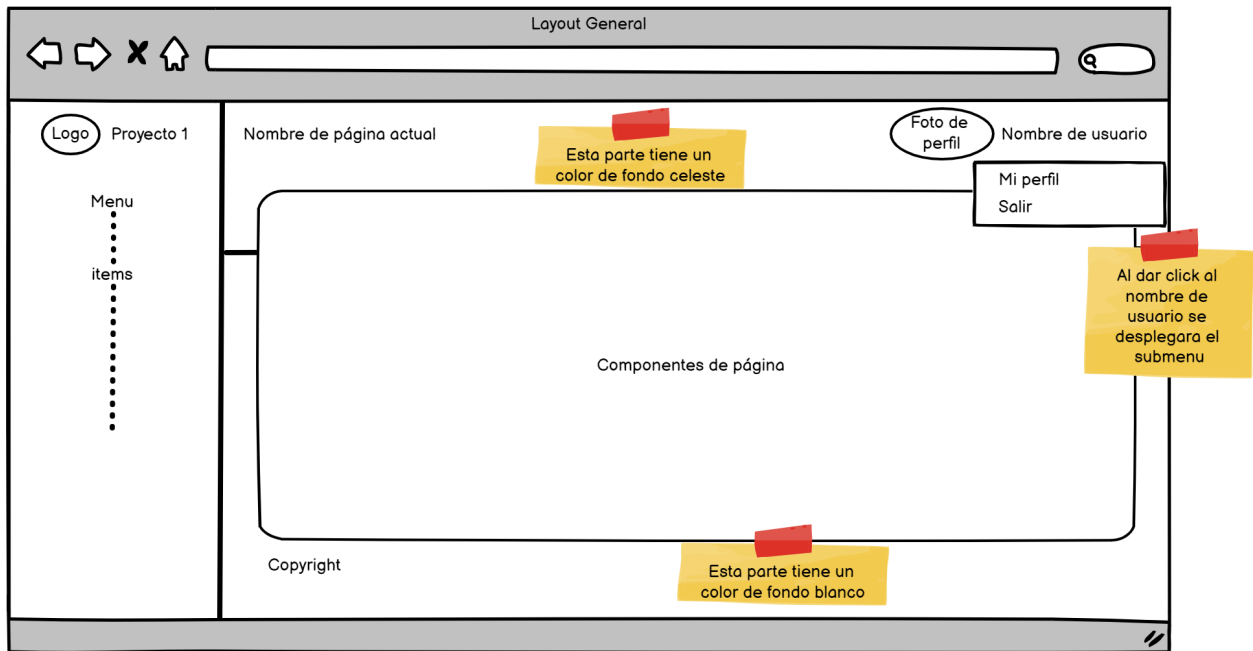 Layout General
Logo
Proyecto 1
Nombre de página actual
Foto de
perfil
Nombre de usuario
Esta parte tiene un
color de fondo celeste
Mi perfil
Salir
Menu
items
Al dar click al
nombre de
usuario se
desplegara el
submenu
Componentes de página
Copyright
Esta parte tiene un
color de fondo blanco